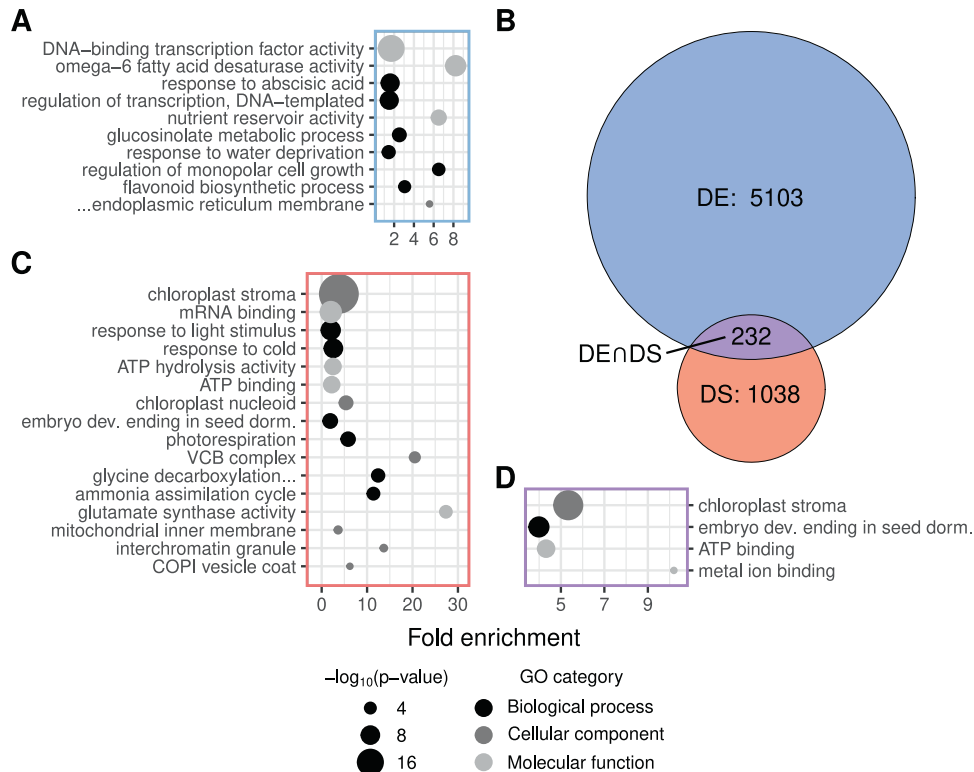 A
DNA−binding transcription factor activity
omega−6 fatty acid desaturase activity
response to abscisic acid
regulation of transcription, DNA−templated
nutrient reservoir activity
glucosinolate metabolic process
response to water deprivation
regulation of monopolar cell growth
flavonoid biosynthetic process
...endoplasmic reticulum membrane
2 4 6 8
B
DE: 5103
232
DE∩DS
DS: 1038
C
chloroplast stroma
mRNA binding
response to light stimulus
response to cold
ATP hydrolysis activity
ATP binding
chloroplast nucleoid
embryo dev. ending in seed dorm.
photorespiration
VCB complex
glycine decarboxylation...
ammonia assimilation cycle
glutamate synthase activity
mitochondrial inner membrane
interchromatin granule
COPI vesicle coat
0 10 20 30
D
chloroplast stroma
embryo dev. ending in seed dorm.
ATP binding
metal ion binding
5 7 9
Fold enrichment
−log10(p−value)
4
8
16
GO category
Biological process
Cellular component
Molecular function